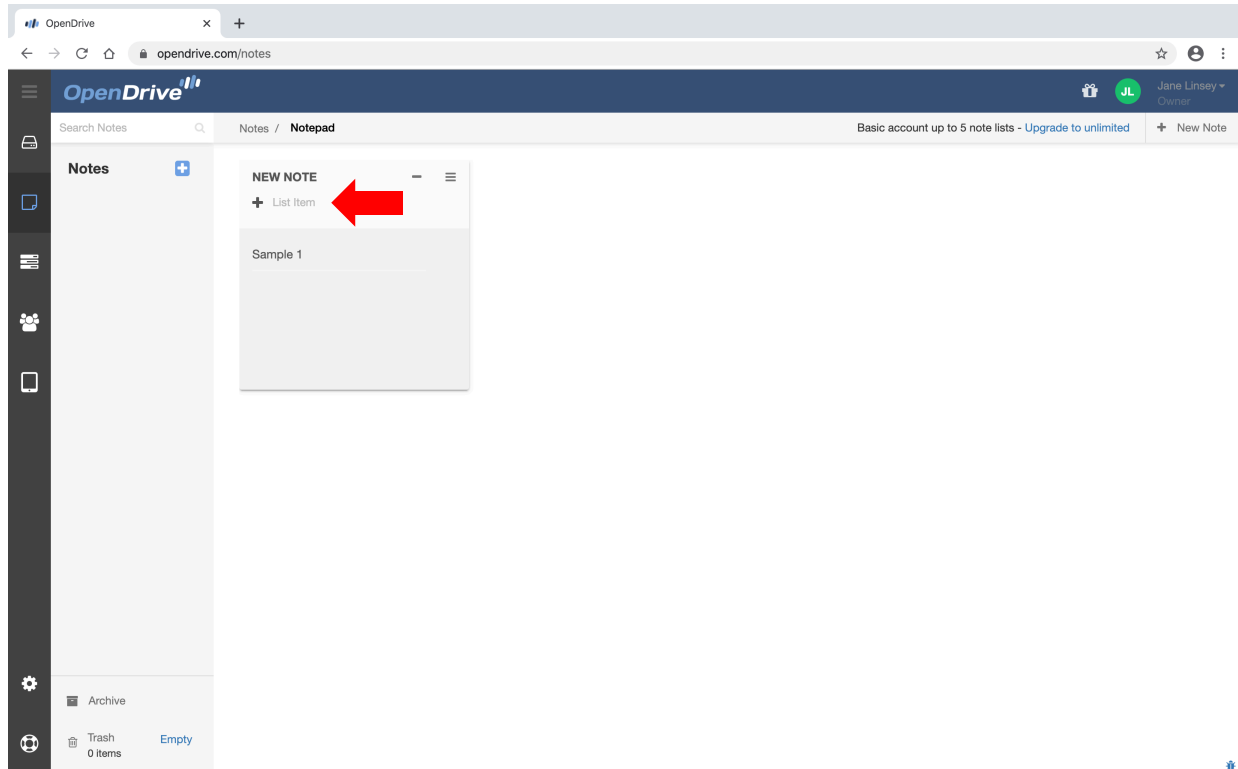 OpenDrive
opendrive.com/notes
OpenDrive
JL
Jane Linsey
Owner
Search Notes
Notes / Notepad
Basic account up to 5 note lists - Upgrade to unlimited
+ New Note
Notes
NEW NOTE
+ List Item
Sample 1
Archive
Trash
Empty
0 items